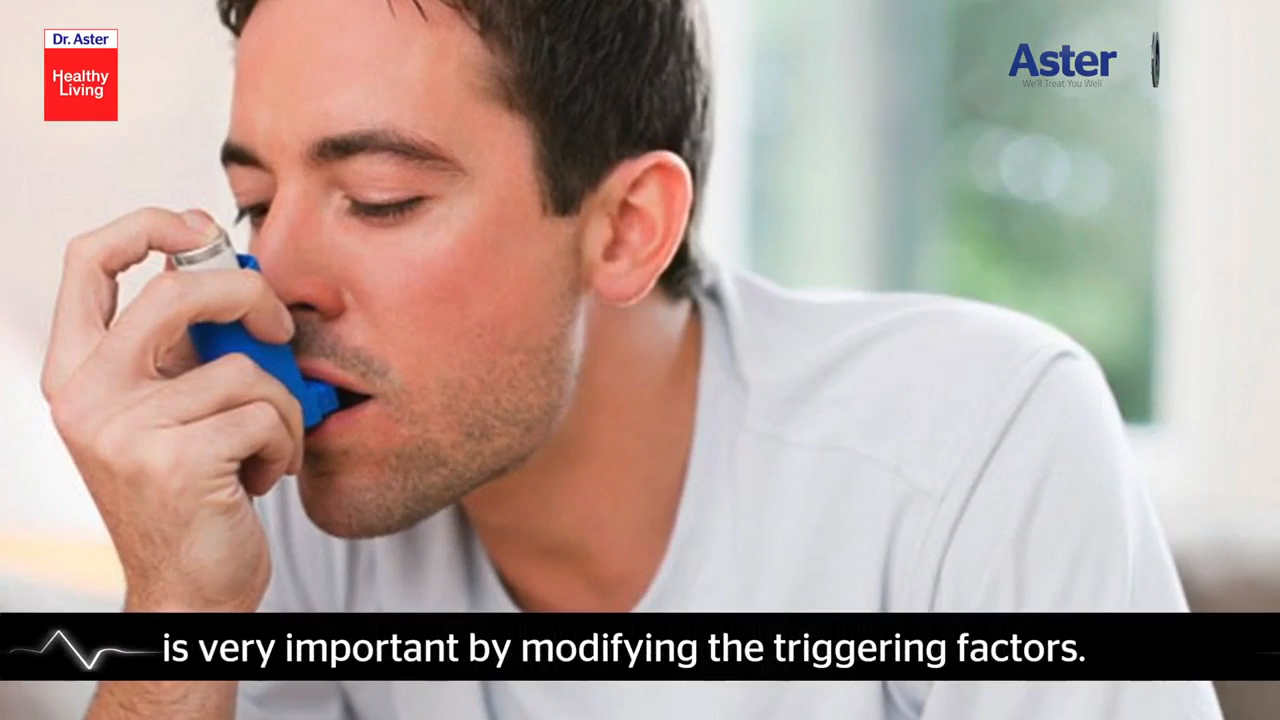 Dr. Aster
Healthy
Living
Aster
We'll Treat You Well
is very important by modifying the triggering factors.